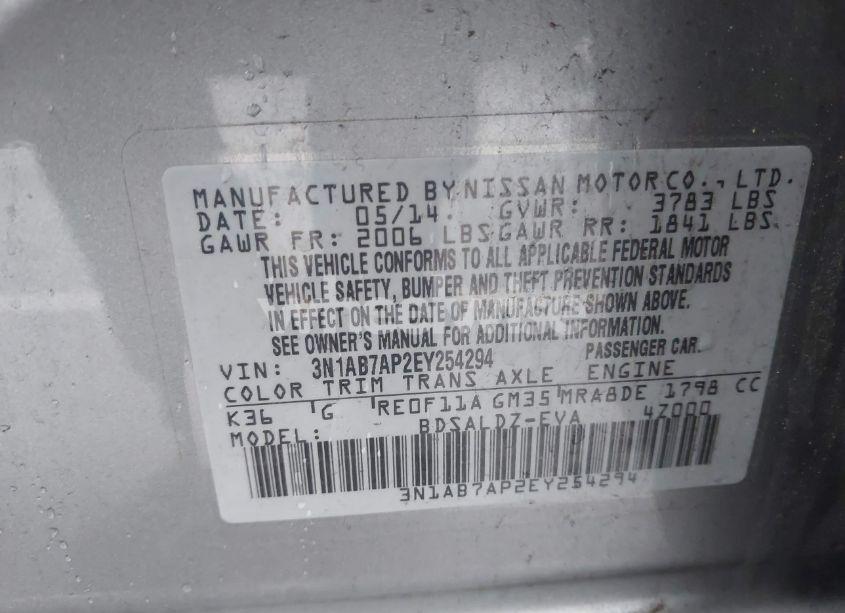 MANUFACTURED BY NISSAN MOTOR CO., LTD.
DATE: 05/14 GVWR: 3783 LBS
GAWR FR: 2006 LBS GAWR RR: 1841 LBS
THIS VEHICLE CONFORMS TO ALL APPLICABLE FEDERAL MOTOR
VEHICLE SAFETY, BUMPER AND THEFT PREVENTION STANDARDS
IN EFFECT ON THE DATE OF MANUFACTURE SHOWN ABOVE.
SEE OWNER'S MANUAL FOR ADDITIONAL INFORMATION.
VIN: 3N1AB7AP2EY254294 PASSENGER CAR.
COLOR TRIM TRANS AXLE ENGINE
K36 G RE0F11A GM35 MRA8DE 1798 CC
MODEL: BDSALDZ-EVA 4Z000
3N1AB7AP2EY254294